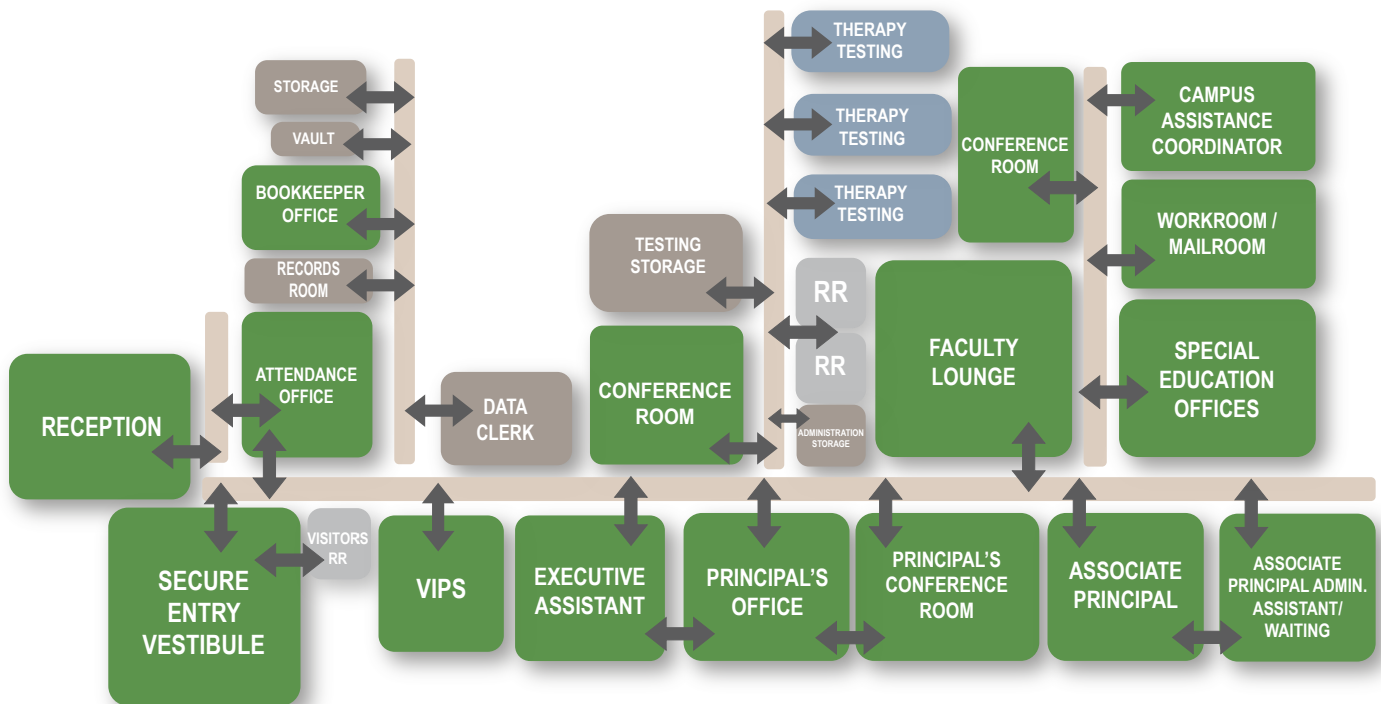 STORAGE
VAULT
BOOKKEEPER
OFFICE
RECORDS
ROOM
ATTENDANCE
OFFICE
RECEPTION
DATA
CLERK
TESTING
STORAGE
CONFERENCE
ROOM
THERAPY
TESTING
THERAPY
TESTING
THERAPY
TESTING
RR
RR
ADMINISTRATION
STORAGE
CONFERENCE
ROOM
FACULTY
LOUNGE
CAMPUS
ASSISTANCE
COORDINATOR
WORKROOM /
MAILROOM
SPECIAL
EDUCATION
OFFICES
SECURE
ENTRY
VESTIBULE
VISITORS
RR
VIPS
EXECUTIVE
ASSISTANT
PRINCIPAL'S
OFFICE
PRINCIPAL'S
CONFERENCE
ROOM
ASSOCIATE
PRINCIPAL
ASSOCIATE
PRINCIPAL ADMIN.
ASSISTANT/
WAITING